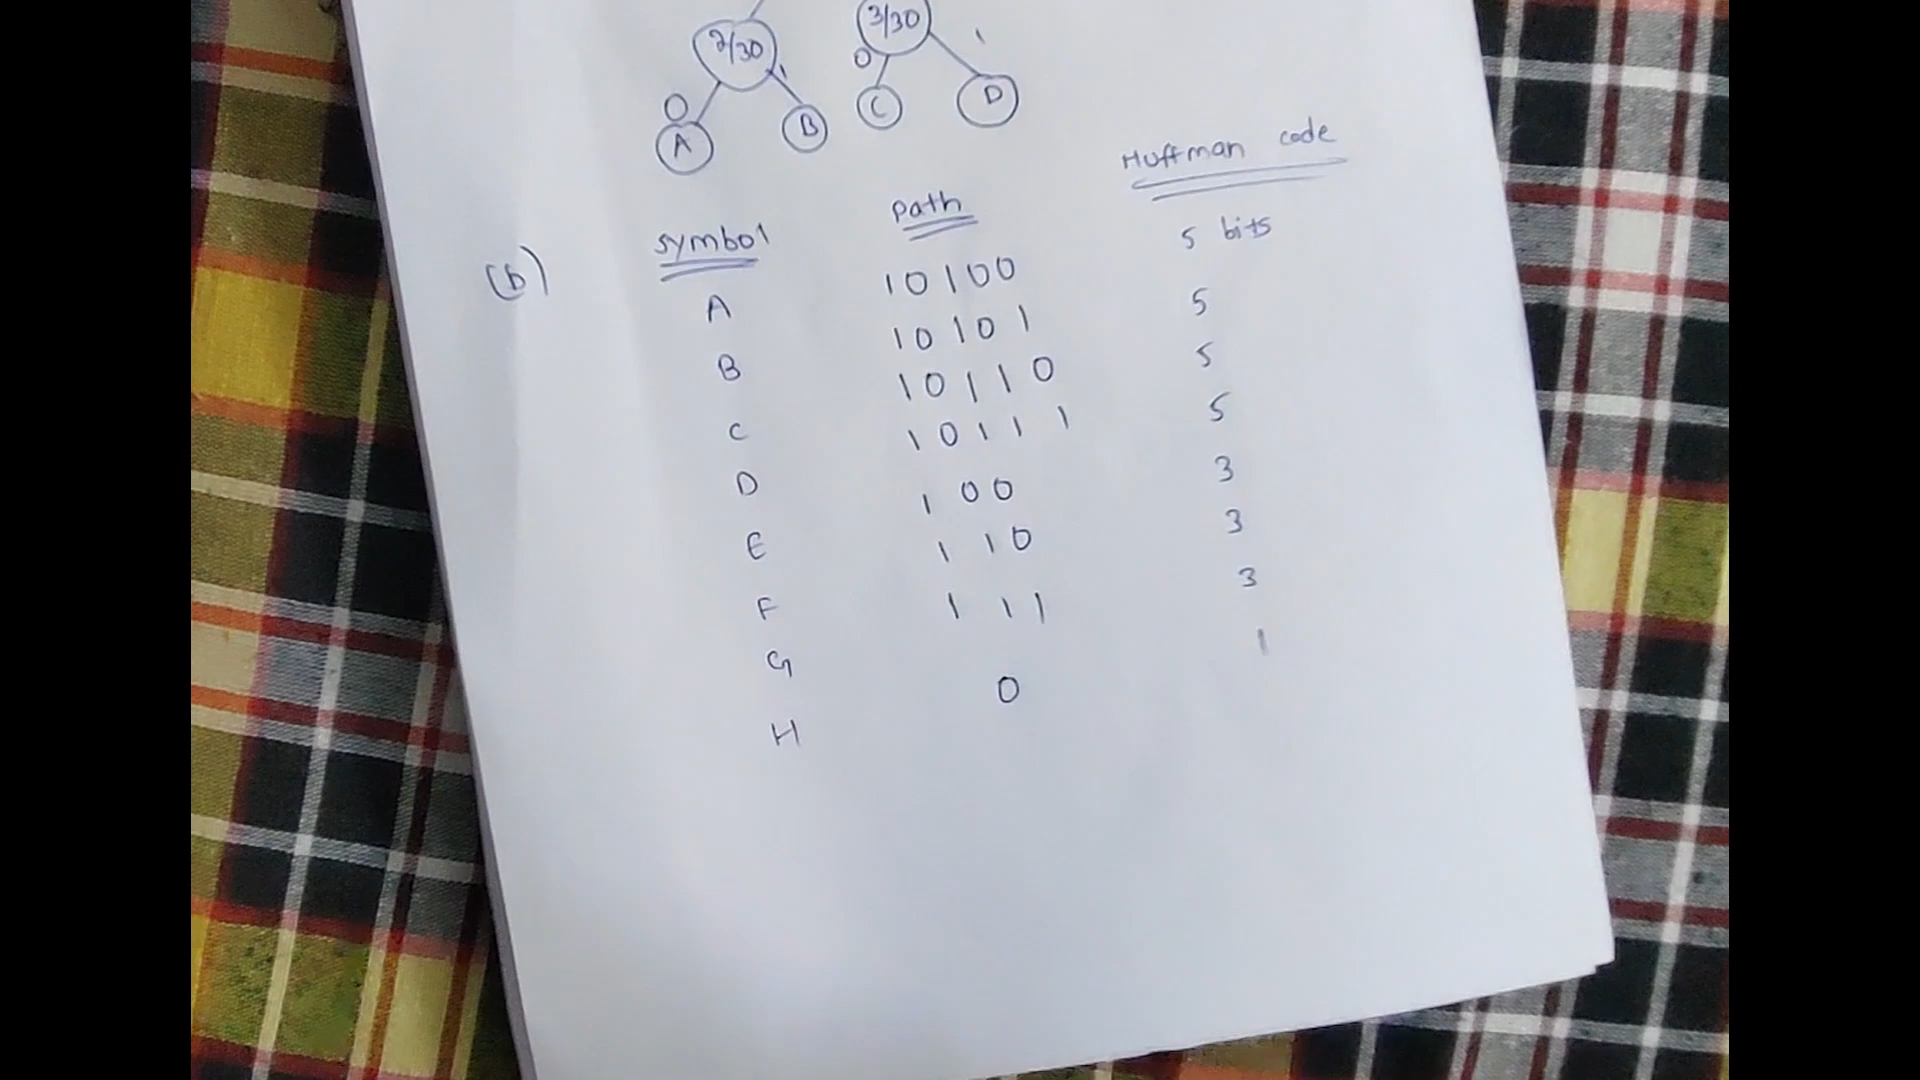 2/30 3/30
0 1 0 1
A B C D
(b) symbol path Huffman code
A 10100 5 bits
B 10101 5
C 10110 5
D 10111 5
E 100 3
F 110 3
G 111 3
H 0 1